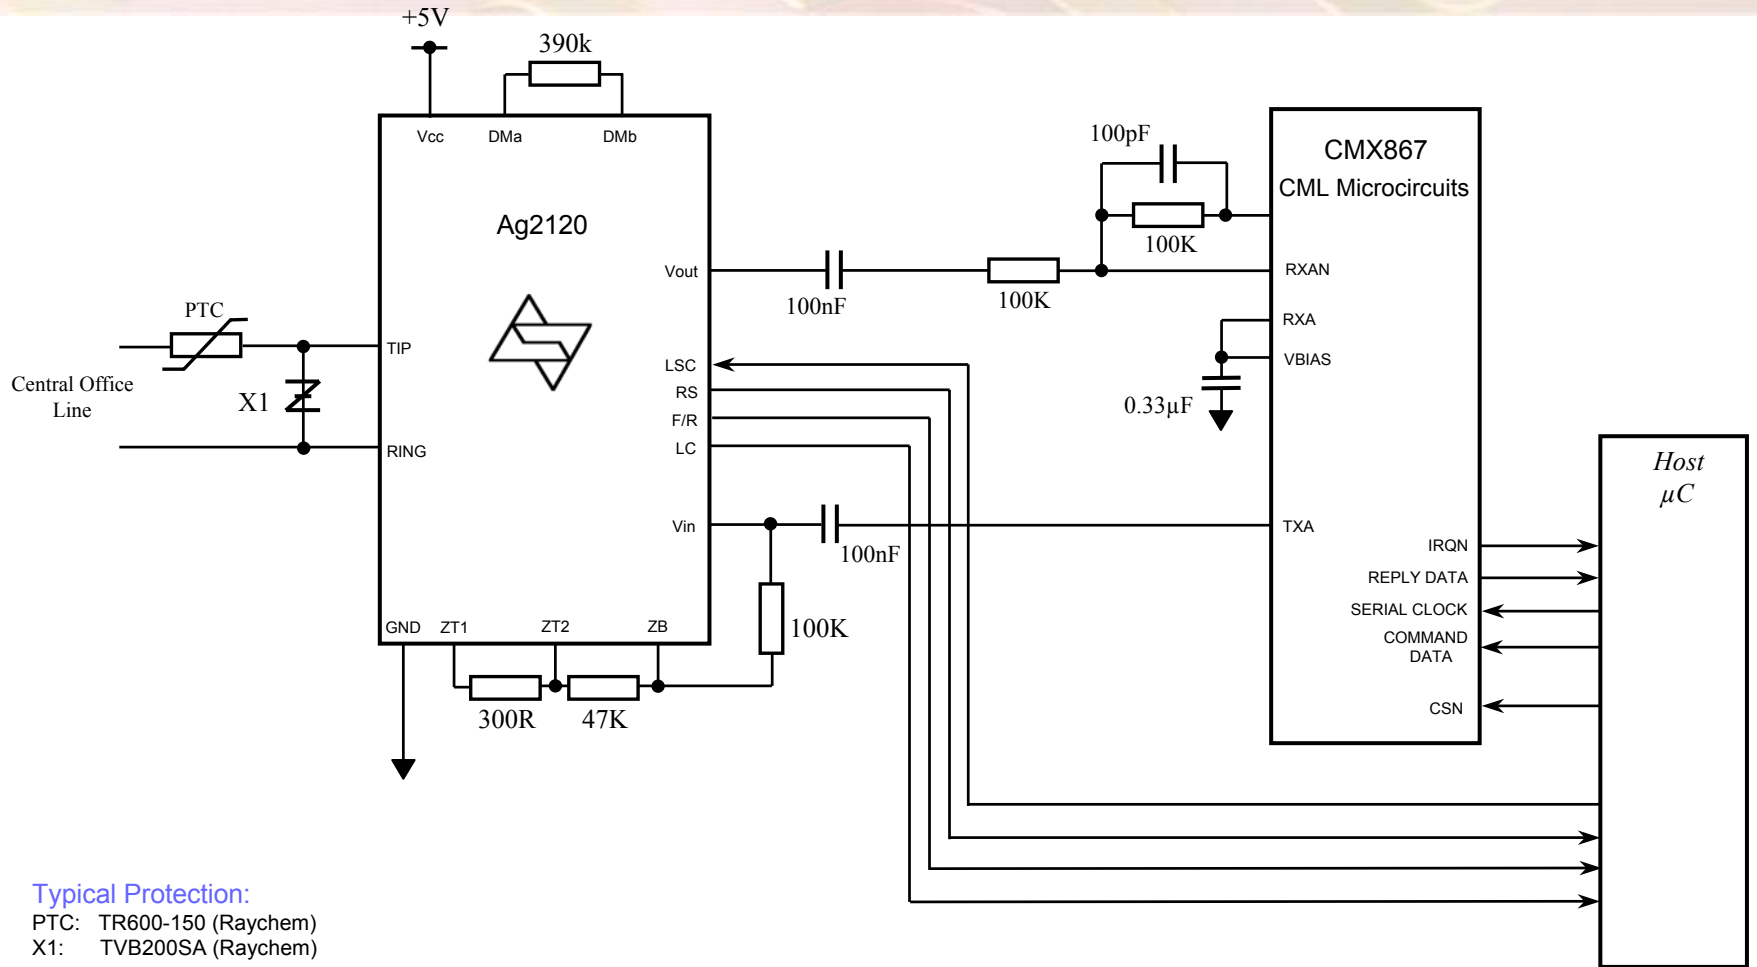 +5V
390k
Vcc
DMa
DMb
Ag2120
100pF
CMX867
CML Microcircuits
100K
Vout
100nF
100K
RXAN
RXA
VBIAS
0.33µF
PTC
TIP
Central Office
Line
X1
RING
LSC
RS
F/R
LC
Vin
100nF
TXA
Host
µC
IRQN
REPLY DATA
SERIAL CLOCK
COMMAND
DATA
CSN
GND
ZT1
ZT2
ZB
100K
300R
47K
Typical Protection:
PTC: TR600-150 (Raychem)
X1: TVB200SA (Raychem)